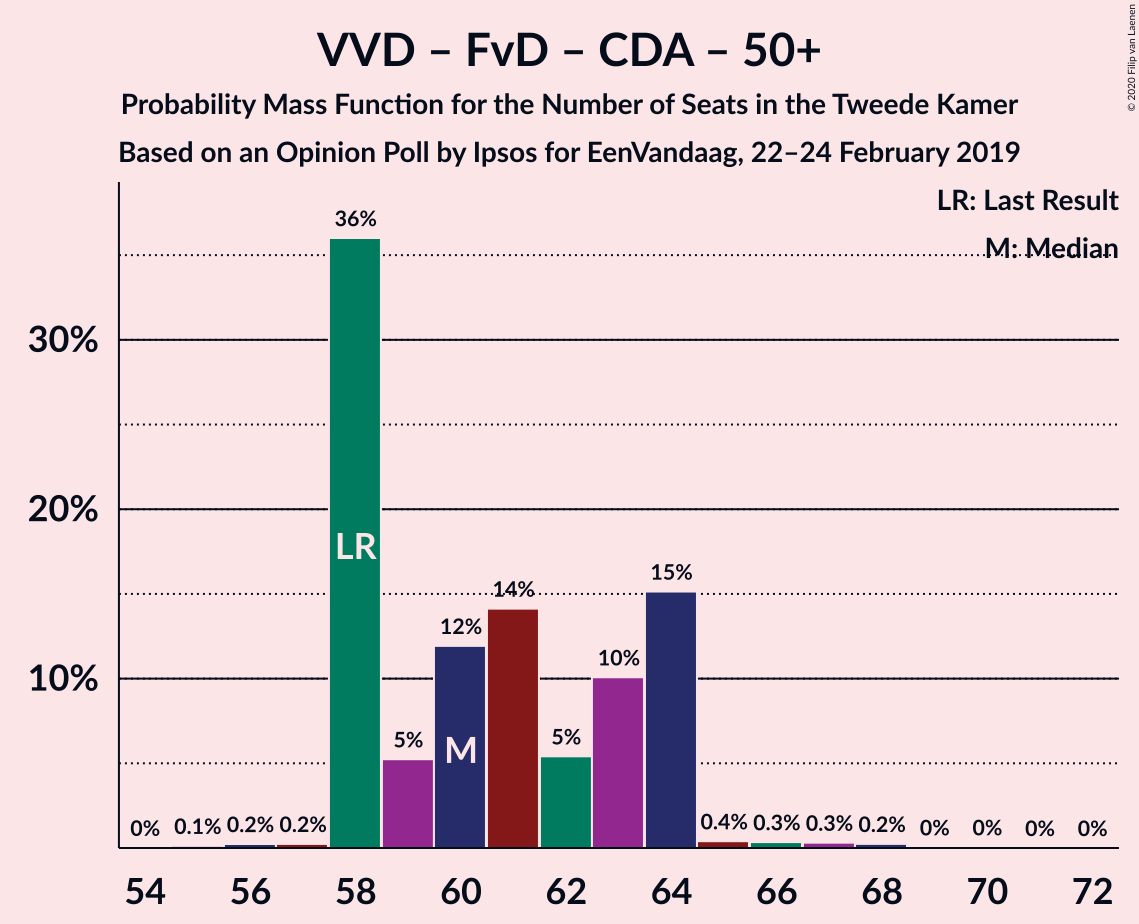 VVD – FvD – CDA – 50+
Probability Mass Function for the Number of Seats in the Tweede Kamer
Based on an Opinion Poll by Ipsos for EenVandaag, 22–24 February 2019
© 2020 Filip van Laenen
LR: Last Result
M: Median
30%
20%
10%
0%
0.1%
0.2%
0.2%
36%
5%
12%
14%
5%
10%
15%
0.4%
0.3%
0.3%
0.2%
0%
0%
0%
0%
LR
M
54 56 58 60 62 64 66 68 70 72